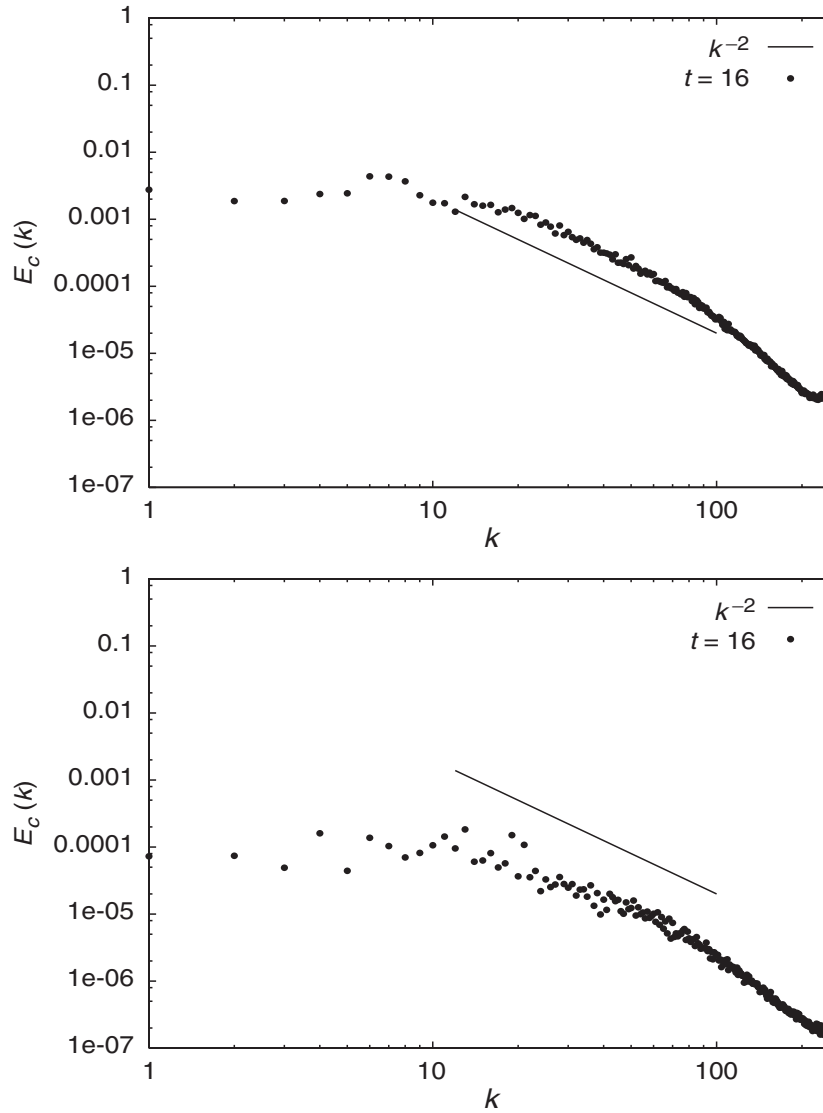 1
k⁻²
t = 16
0.1
0.01
0.001
0.0001
1e-05
1e-06
1e-07
E_c (k)
1 10 100
k
1
k⁻²
t = 16
0.1
0.01
0.001
0.0001
1e-05
1e-06
1e-07
E_c (k)
1 10 100
k